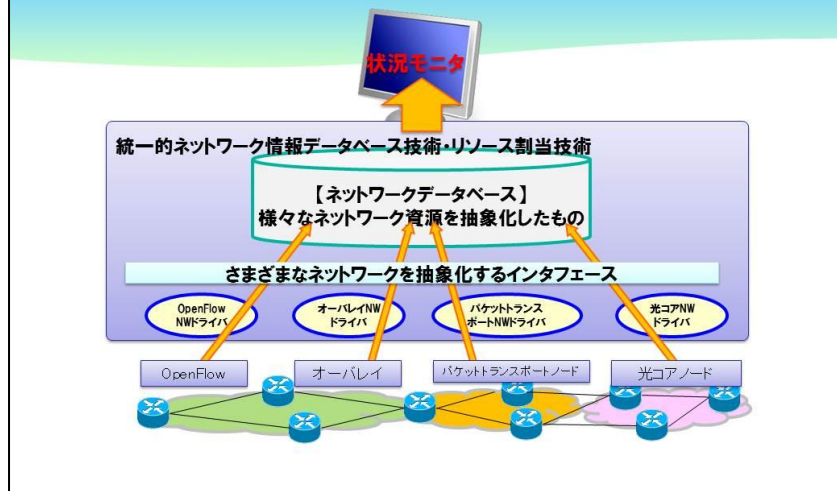 状況モニタ
統一的ネットワーク情報データベース技術・リソース割当技術
【ネットワークデータベース】
様々なネットワーク資源を抽象化したもの
さまざまなネットワークを抽象化するインタフェース
OpenFlow
NWドライバ
オーバレイNW
ドライバ
パケットトランス
ポートNWドライバ
光コアNW
ドライバ
OpenFlow
オーバレイ
パケットトランスポートノード
光コアノード